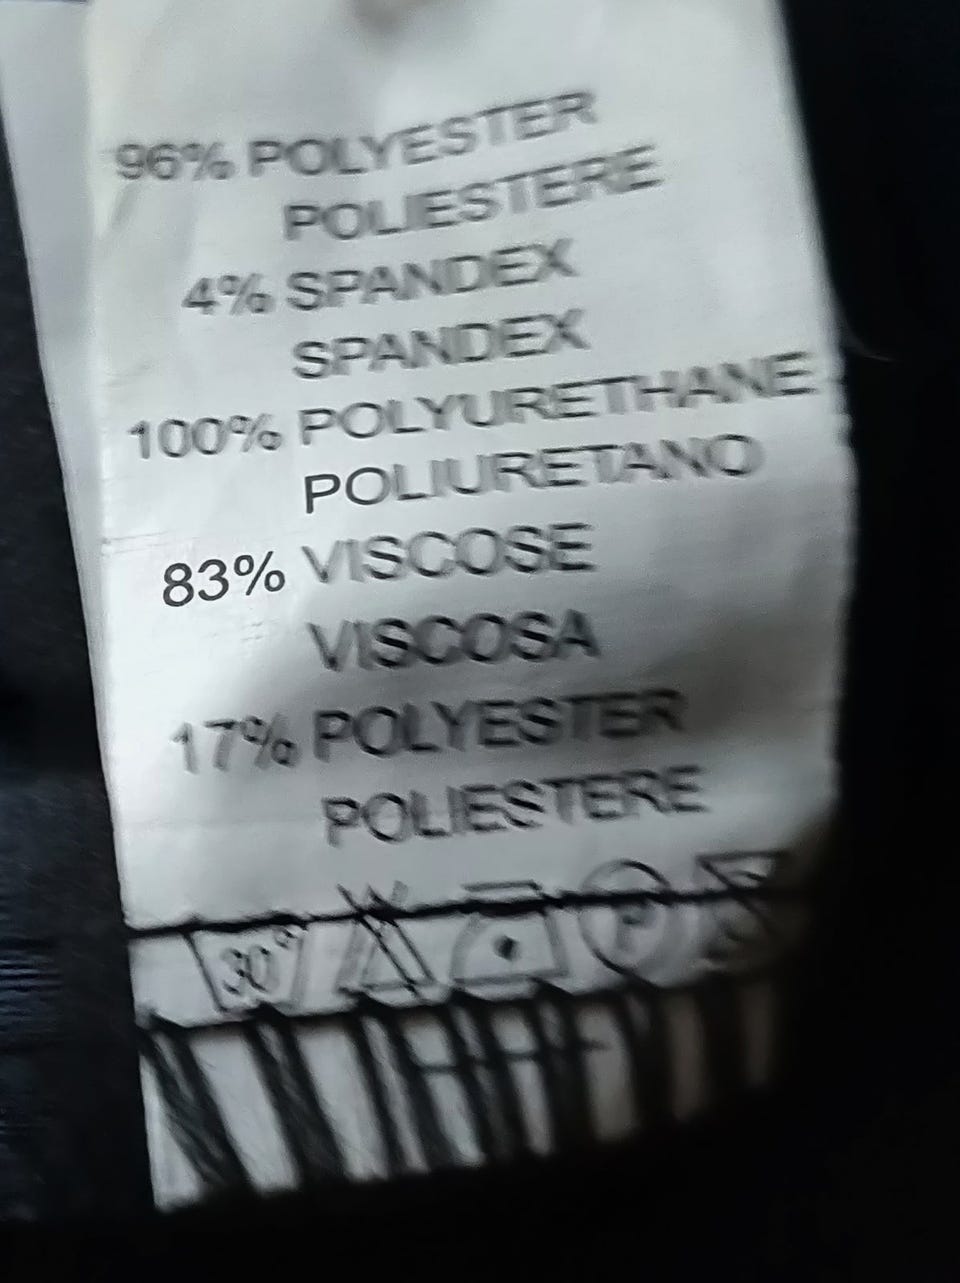 96% POLYESTER
POLIESTERE
4% SPANDEX
SPANDEX
100% POLYURETHANE
POLIURETANO
83% VISCOSE
VISCOSA
17% POLYESTER
POLIESTERE
30° P